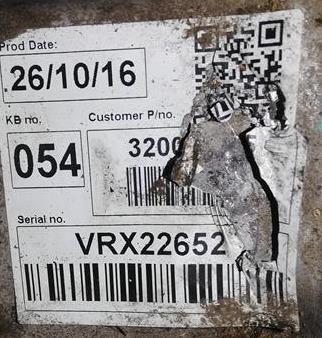 Prod Date:
26/10/16
KB no.
Customer P/no.
054
3200
Serial no.
VRX22652